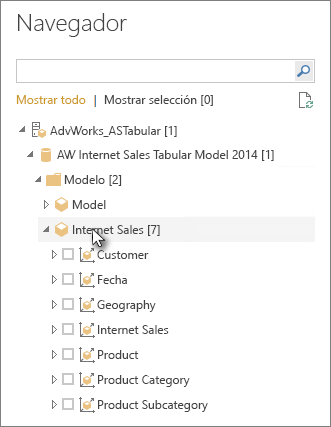 Navegador
Mostrar todo | Mostrar selección [0]
AdvWorks_ASTabular [1]
AW Internet Sales Tabular Model 2014 [1]
Modelo [2]
Model
Internet Sales [7]
Customer
Fecha
Geography
Internet Sales
Product
Product Category
Product Subcategory